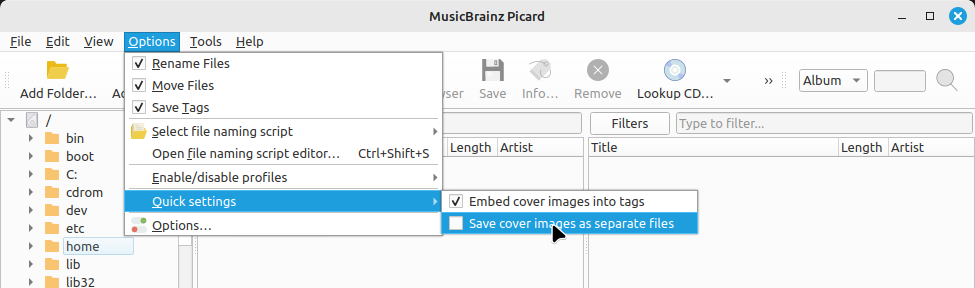 MusicBrainz Picard
File Edit View Options Tools Help
Rename Files
Move Files
Save Tags
Select file naming script
Open file naming script editor... Ctrl+Shift+S
Enable/disable profiles
Quick settings
Options...
Embed cover images into tags
Save cover images as separate files
Add Folder... Ac wser Save Info... Remove Lookup CD... » Album
/
bin
boot
C:
cdrom
dev
etc
home
lib
lib32
Filters Type to filter...
Length Artist
Title Length Artist